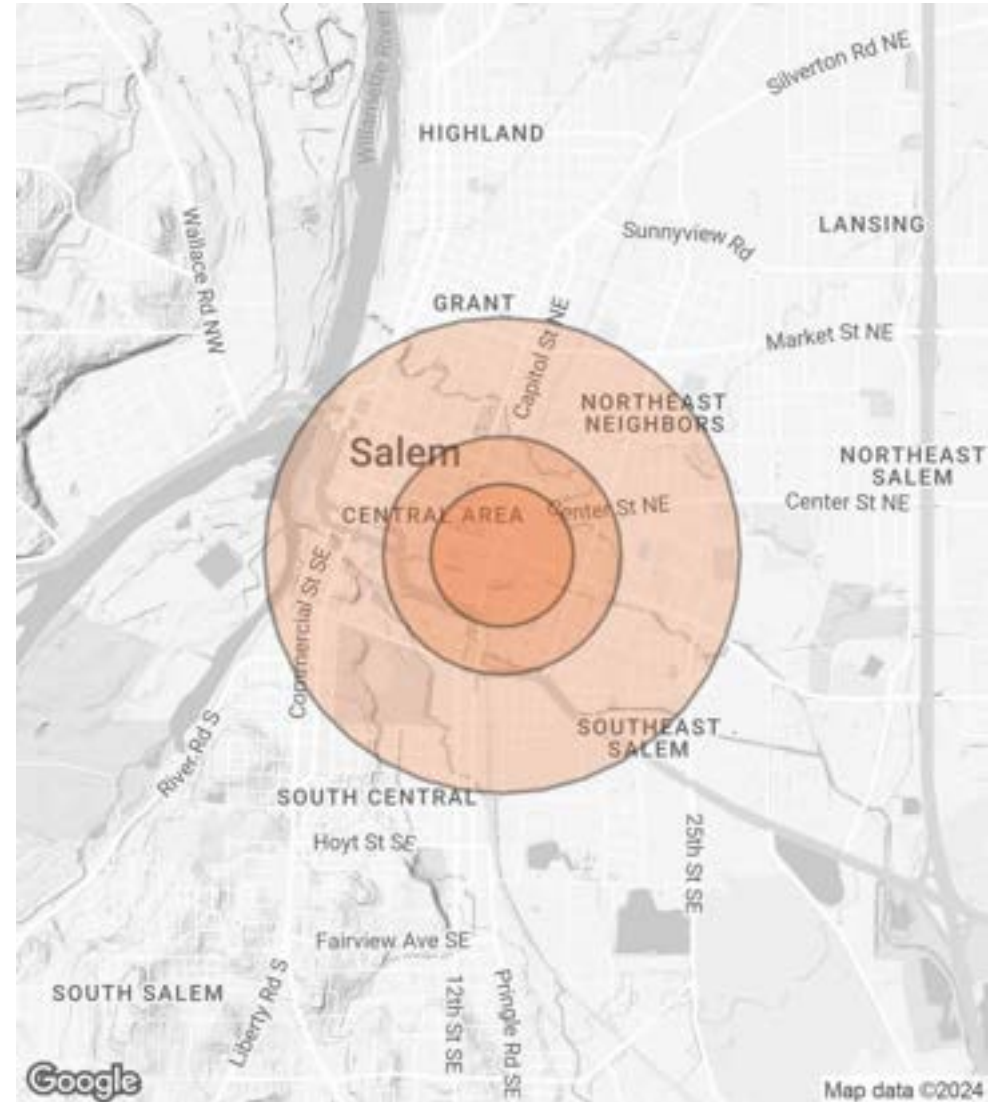 Willamette River
Silverton Rd NE
HIGHLAND
Wallace Rd NW
LANSING
Sunnyview Rd
GRANT
Capitol St NE
Market St NE
NORTHEAST
NEIGHBORS
Salem
NORTHEAST
SALEM
Center St NE
Center St NE
CENTRAL AREA
Commercial St SE
SOUTHEAST
SALEM
River Rd S
SOUTH CENTRAL
Hoyt St SE
25th St SE
Fairview Ave SE
SOUTH SALEM
Liberty Rd S
12th St SE
Pringle Rd SE
Google
Map data ©2024